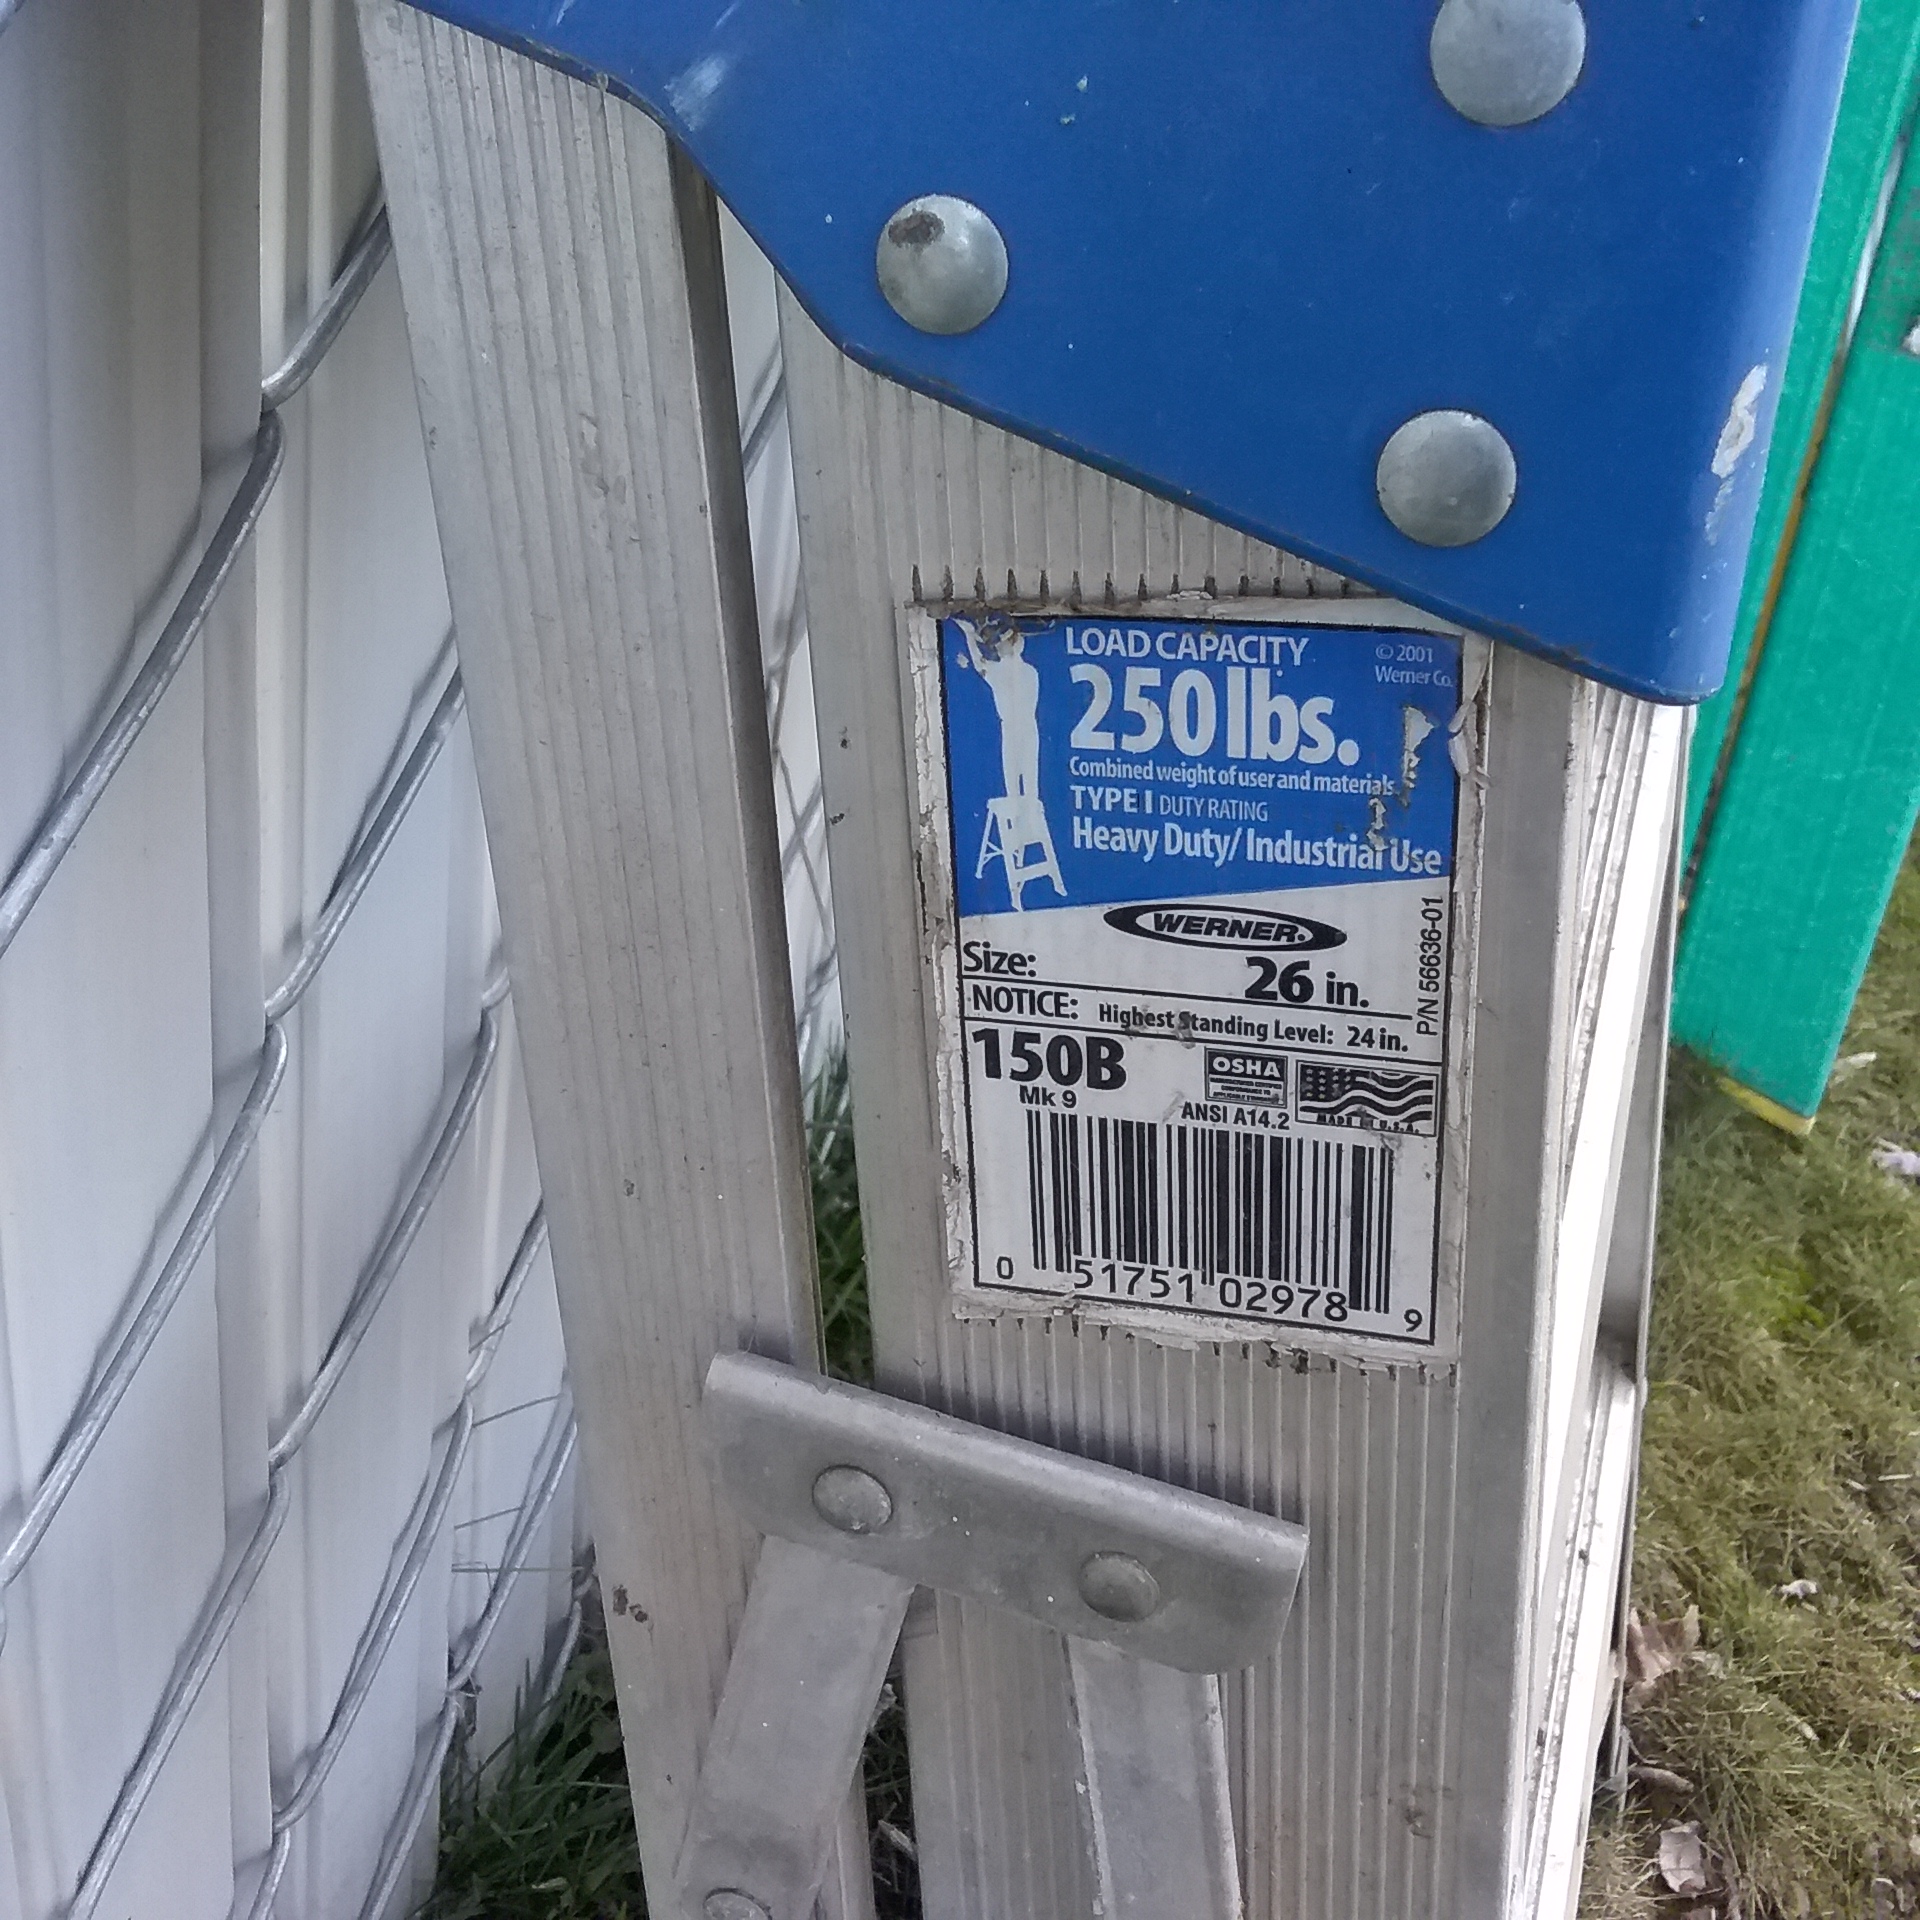 LOAD CAPACITY
© 2001
Werner Co.
250 lbs.
Combined weight of user and materials
TYPE I DUTY RATING
Heavy Duty/Industrial Use
WERNER
Size: 26 in.
P/N 56636-01
NOTICE: Highest Standing Level: 24 in.
150B
Mk 9
OSHA
ANSI A14.2
MADE IN U.S.A.
0 51751 02978 9